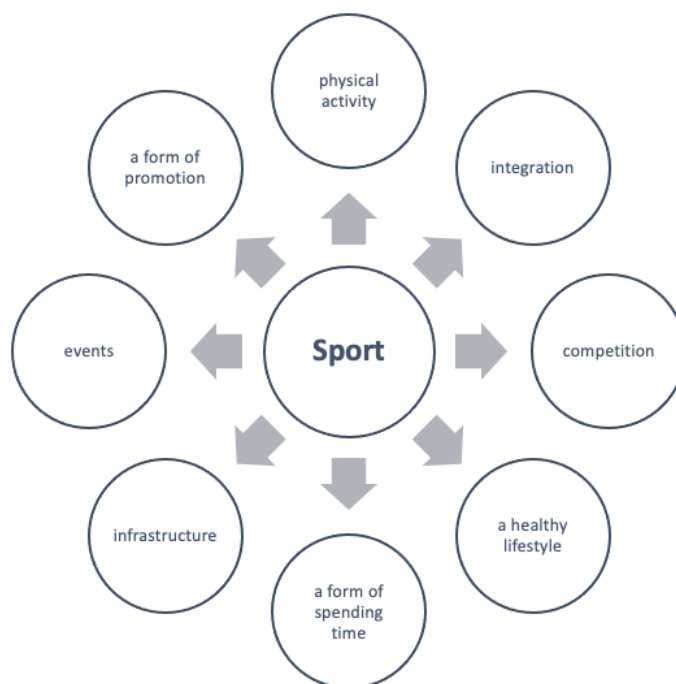 physical
activity
a form of
promotion
integration
events
Sport
competition
infrastructure
a healthy
lifestyle
a form of
spending
time